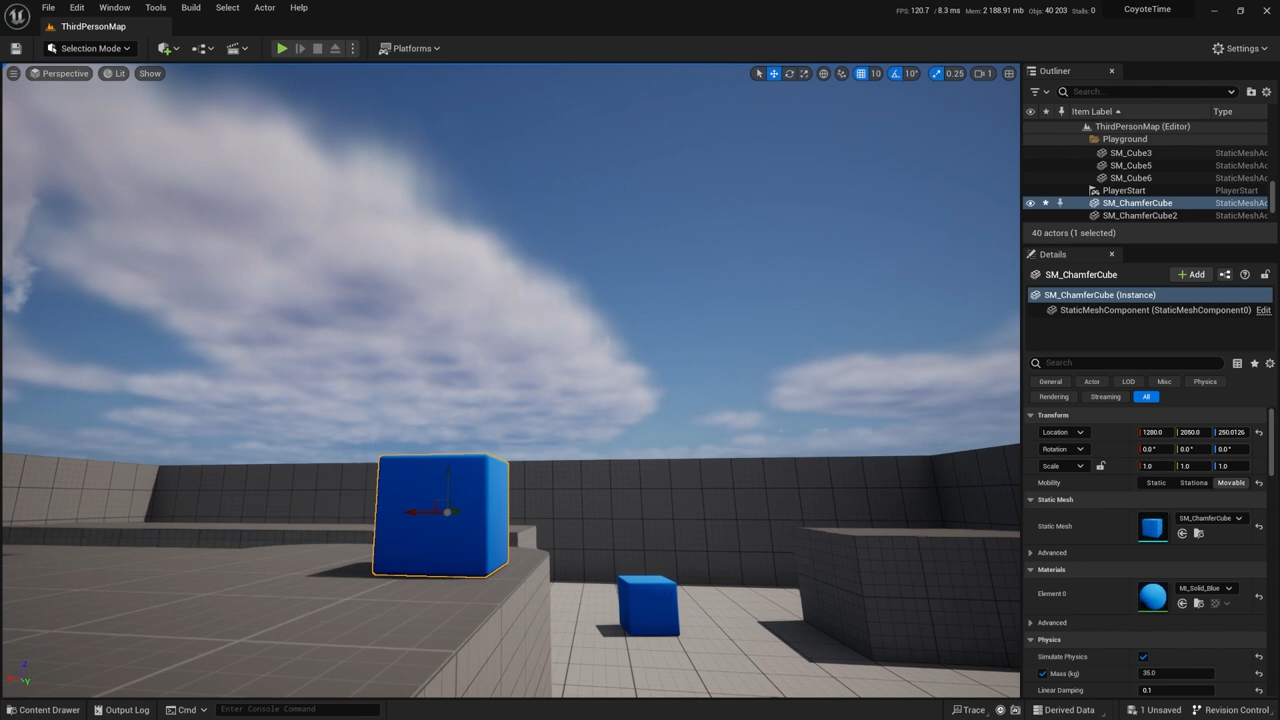 File Edit Window Tools Build Select Actor Help
FPS: 120.7 / 8.3 ms Mem: 2 188.91 mb Objs: 40 203 Stalls: 0
CoyoteTime
ThirdPersonMap
Selection Mode
Platforms
Settings
Perspective Lit Show
10 10° 0.25 1
Outliner
Search...
Item Label Type
ThirdPersonMap (Editor)
Playground
SM_Cube3 StaticMeshAc
SM_Cube5 StaticMeshAc
SM_Cube6 StaticMeshAc
PlayerStart PlayerStart
SM_ChamferCube StaticMeshAc
SM_ChamferCube2 StaticMeshAc
40 actors (1 selected)
Details
SM_ChamferCube
Add
SM_ChamferCube (Instance)
StaticMeshComponent (StaticMeshComponent0) Edit
Search
General Actor LOD Misc Physics
Rendering Streaming All
Transform
Location 1280.0 2050.0 250.0126
Rotation 0.0° 0.0° 0.0°
Scale 1.0 1.0 1.0
Mobility Static Stationa Movable
Static Mesh
Static Mesh SM_ChamferCube
Advanced
Materials
Element 0 MI_Solid_Blue
Advanced
Physics
Simulate Physics
Mass (kg) 35.0
Linear Damping 0.1
Z
Y
Content Drawer Output Log Cmd Enter Console Command
Trace Derived Data 1 Unsaved Revision Control